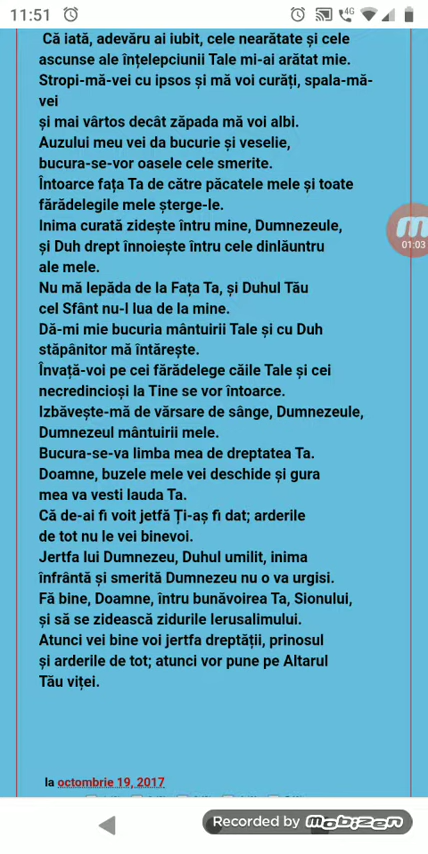 11:51
4G
Că iată, adevăru ai iubit, cele nearătate și cele
ascunse ale înțelepciunii Tale mi-ai arătat mie.
Stropi-mă-vei cu ipsos și mă voi curăți, spala-mă-
vei
și mai vârtos decât zăpada mă voi albi.
Auzului meu vei da bucurie și veselie,
bucura-se-vor oasele cele smerite.
Întoarce fața Ta de către păcatele mele și toate
fărădelegile mele șterge-le.
Inima curată zidește întru mine, Dumnezeule,
și Duh drept înnoiește întru cele dinlăuntru
ale mele.
Nu mă lepăda de la Fața Ta, și Duhul Tău
cel Sfânt nu-l lua de la mine.
Dă-mi mie bucuria mântuirii Tale și cu Duh
stăpânitor mă întărește.
Învață-voi pe cei fărădelege căile Tale și cei
necredincioși la Tine se vor întoarce.
Izbăvește-mă de vărsare de sânge, Dumnezeule,
Dumnezeul mântuirii mele.
Bucura-se-va limba mea de dreptatea Ta.
Doamne, buzele mele vei deschide și gura
mea va vesti lauda Ta.
Că de-ai fi voit jetfă Ți-aș fi dat; arderile
de tot nu le vei binevoi.
Jertfa lui Dumnezeu, Duhul umilit, inima
înfrântă și smerită Dumnezeu nu o va urgisi.
Fă bine, Doamne, întru bunăvoirea Ta, Sionului,
și să se zidească zidurile Ierusalimului.
Atunci vei bine voi jertfa dreptății, prinosul
și arderile de tot; atunci vor pune pe Altarul
Tău viței.
01:03
la octombrie 19, 2017
Recorded by mobizen